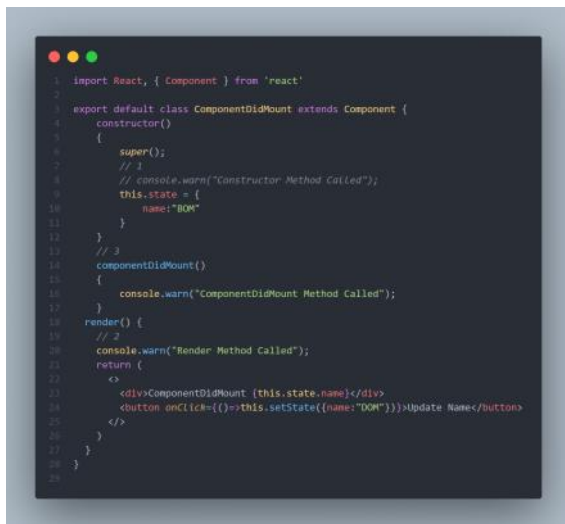 1 import React, { Component } from 'react'
2
3 export default class ComponentDidMount extends Component {
4     constructor()
5     {
6         super();
7         // 1
8         // console.warn("Constructor Method Called");
9         this.state = {
10             name:"BOM"
11         }
12     }
13     // 3
14     componentDidMount()
15     {
16         console.warn("ComponentDidMount Method Called");
17     }
18   render() {
19     // 2
20     console.warn("Render Method Called");
21     return (
22       <>
23         <div>ComponentDidMount {this.state.name}</div>
24         <button onClick={()=>this.setState({name:"DOM"})}>Update Name</button>
25       </>
26     )
27   }
28 }
29